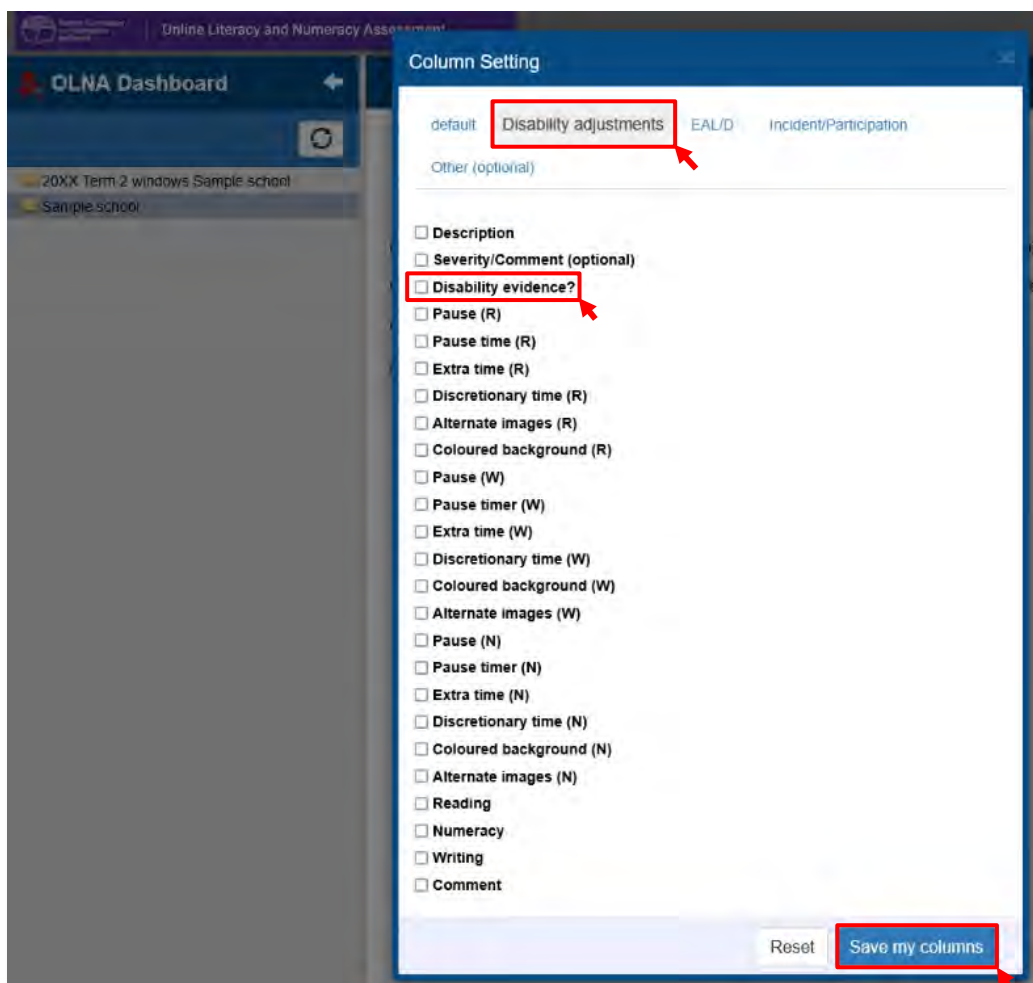 Online Literacy and Numeracy Assessment
OLNA Dashboard
20XX Term 2 windows Sample school
Sample school
Column Setting
default Disability adjustments EAL/D Incident/Participation
Other (optional)
Description
Severity/Comment (optional)
Disability evidence?
Pause (R)
Pause time (R)
Extra time (R)
Discretionary time (R)
Alternate images (R)
Coloured background (R)
Pause (W)
Pause timer (W)
Extra time (W)
Discretionary time (W)
Coloured background (W)
Alternate images (W)
Pause (N)
Pause timer (N)
Extra time (N)
Discretionary time (N)
Coloured background (N)
Alternate images (N)
Reading
Numeracy
Writing
Comment
Reset Save my columns